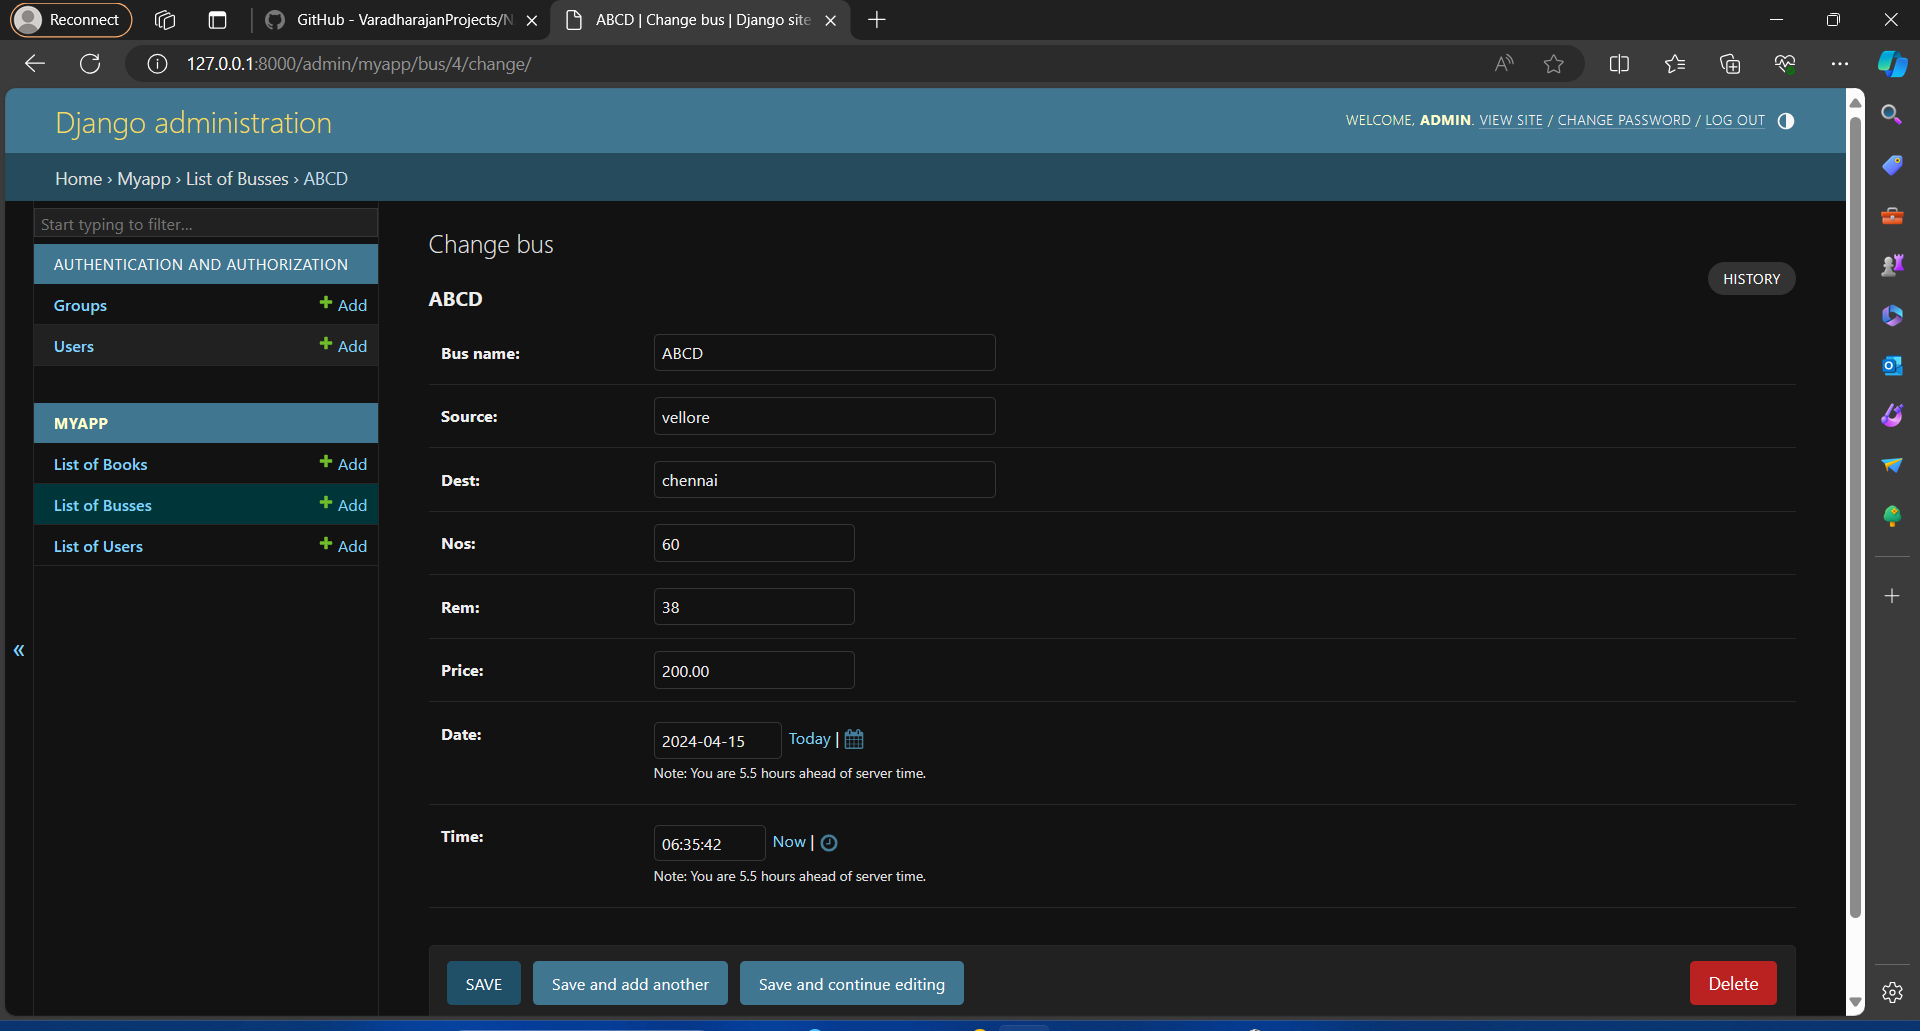 Reconnect
GitHub - VaradharajanProjects/N
ABCD | Change bus | Django site
127.0.0.1:8000/admin/myapp/bus/4/change/
Django administration
WELCOME, ADMIN. VIEW SITE / CHANGE PASSWORD / LOG OUT
Home › Myapp › List of Busses › ABCD
Start typing to filter...
AUTHENTICATION AND AUTHORIZATION
Groups + Add
Users + Add
MYAPP
List of Books + Add
List of Busses + Add
List of Users + Add
«
Change bus
HISTORY
ABCD
Bus name: ABCD
Source: vellore
Dest: chennai
Nos: 60
Rem: 38
Price: 200.00
Date: 2024-04-15 Today |
Note: You are 5.5 hours ahead of server time.
Time: 06:35:42 Now |
Note: You are 5.5 hours ahead of server time.
SAVE Save and add another Save and continue editing Delete